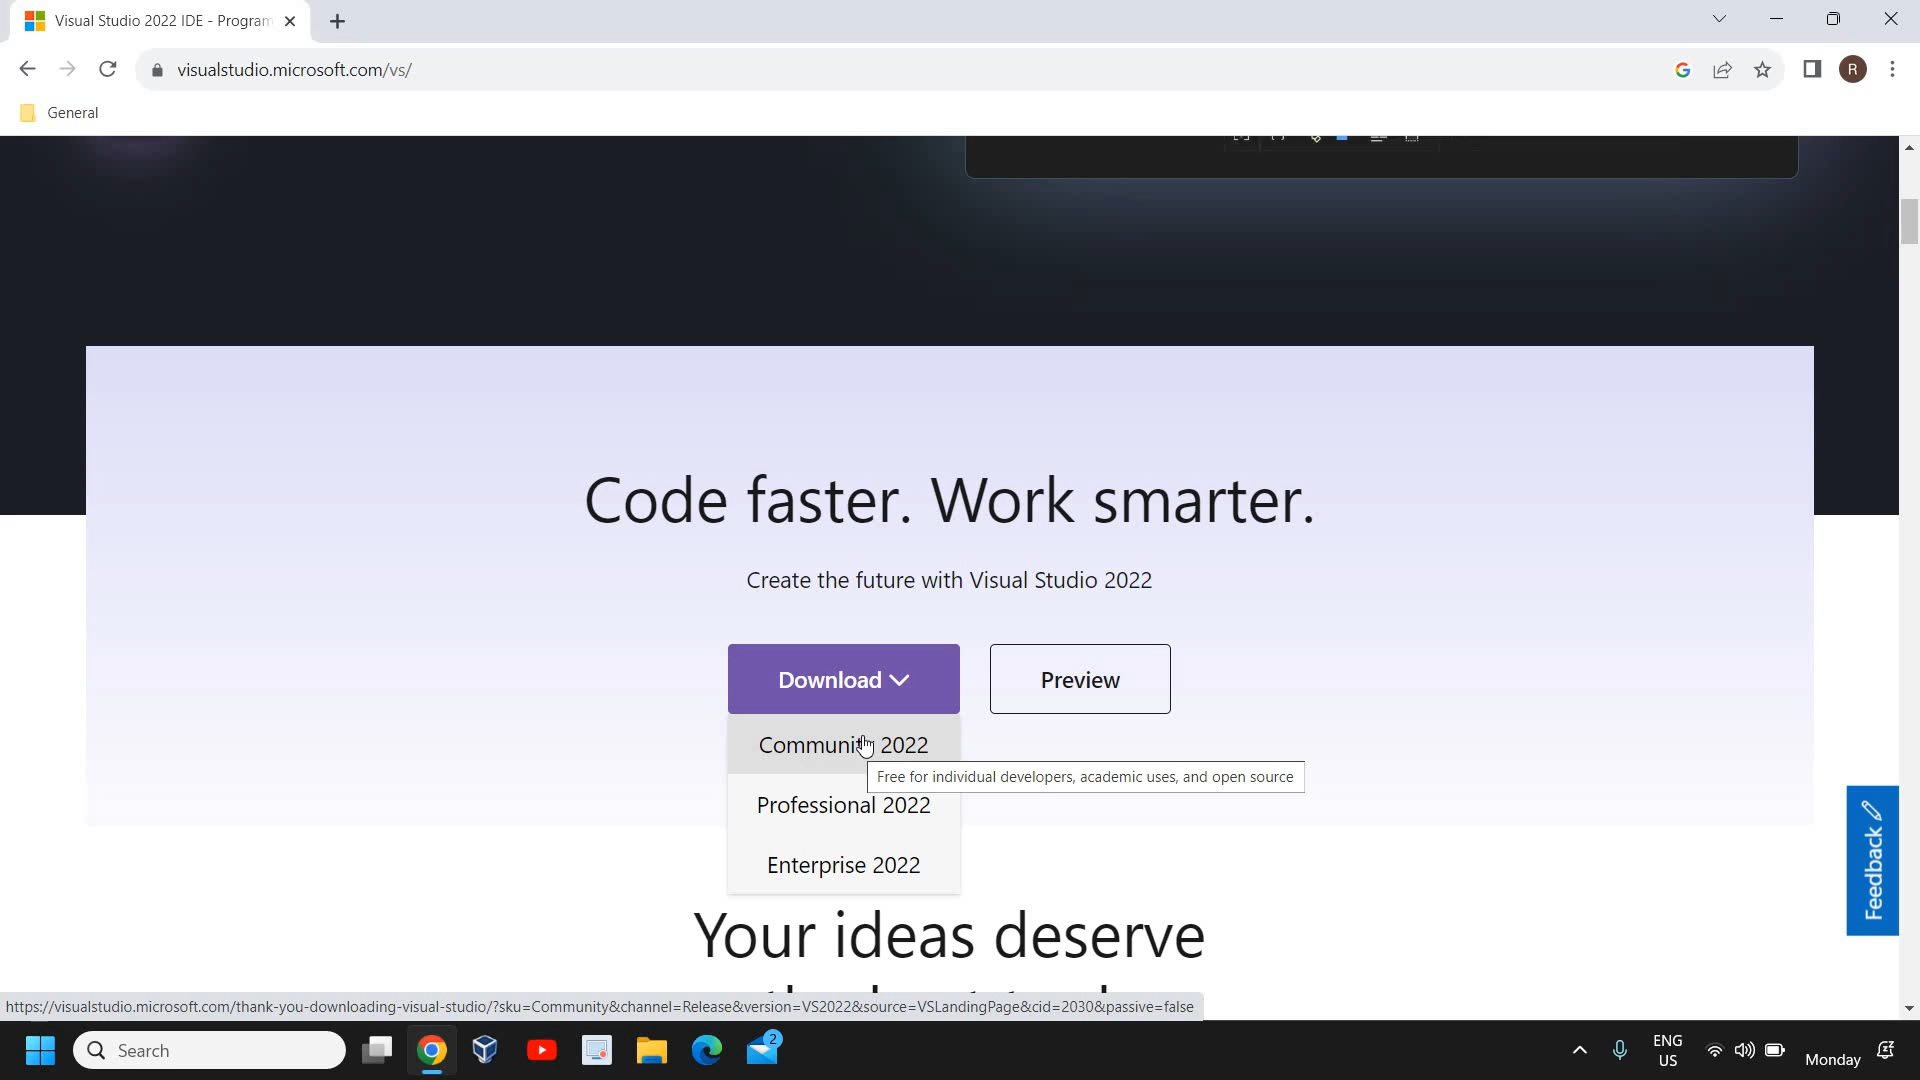 Visual Studio 2022 IDE - Program
visualstudio.microsoft.com/vs/
R
General
Code faster. Work smarter.
Create the future with Visual Studio 2022
Download
Preview
Community 2022
Free for individual developers, academic uses, and open source
Professional 2022
Enterprise 2022
Feedback
Your ideas deserve
https://visualstudio.microsoft.com/thank-you-downloading-visual-studio/?sku=Community&channel=Release&version=VS2022&source=VSLandingPage&cid=2030&passive=false
Search
2
ENG
US
Monday